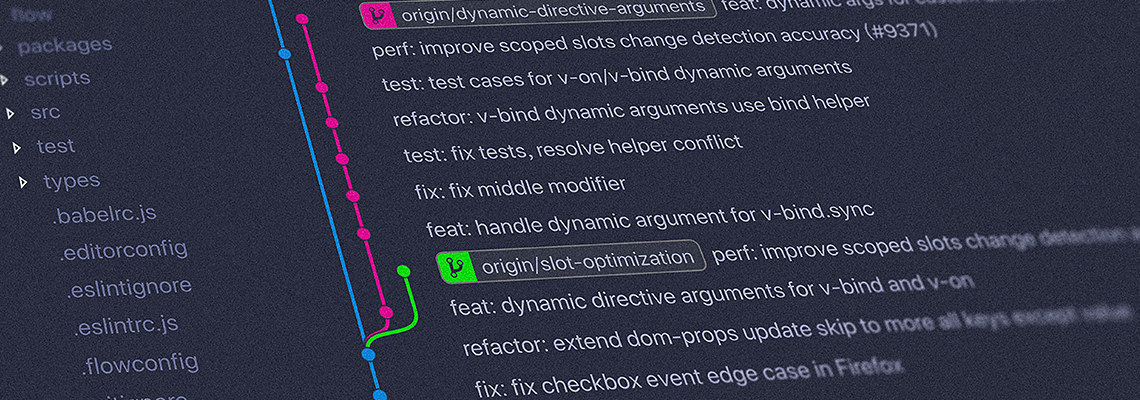 flow
packages
scripts
src
test
types
.babelrc.js
.editorconfig
.eslintignore
.eslintrc.js
.flowconfig
origin/dynamic-directive-arguments feat: dynamic args for
perf: improve scoped slots change detection accuracy (#9371)
test: test cases for v-on/v-bind dynamic arguments
refactor: v-bind dynamic arguments use bind helper
test: fix tests, resolve helper conflict
fix: fix middle modifier
feat: handle dynamic argument for v-bind.sync
origin/slot-optimization perf: improve scoped slots change detection
feat: dynamic directive arguments for v-bind and v-on
refactor: extend dom-props update skip to more all keys except value
fix: fix checkbox event edge case in Firefox